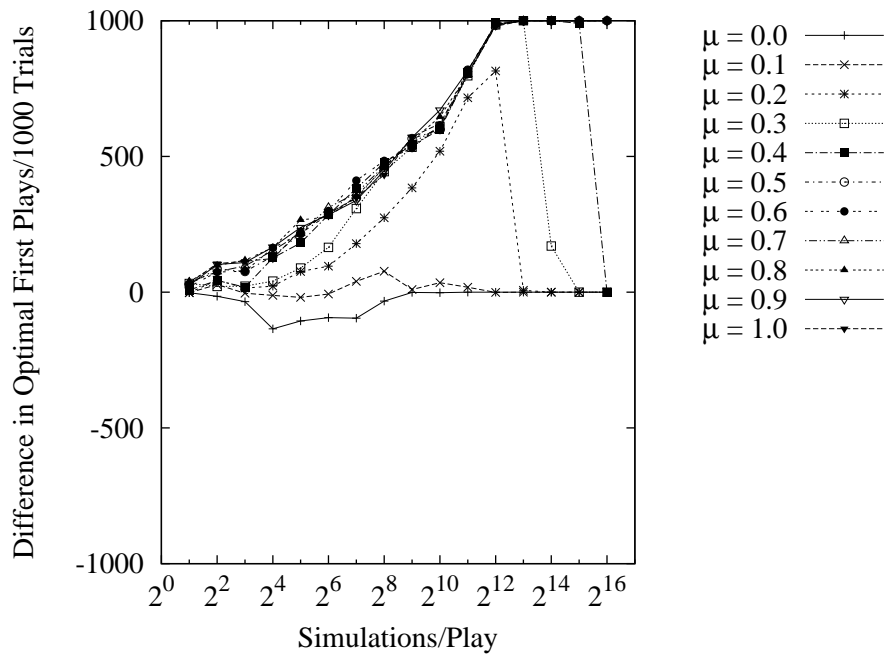 Difference in Optimal First Plays/1000 Trials
1000
500
0
-500
-1000
2^0 2^2 2^4 2^6 2^8 2^10 2^12 2^14 2^16
Simulations/Play
μ = 0.0
μ = 0.1
μ = 0.2
μ = 0.3
μ = 0.4
μ = 0.5
μ = 0.6
μ = 0.7
μ = 0.8
μ = 0.9
μ = 1.0